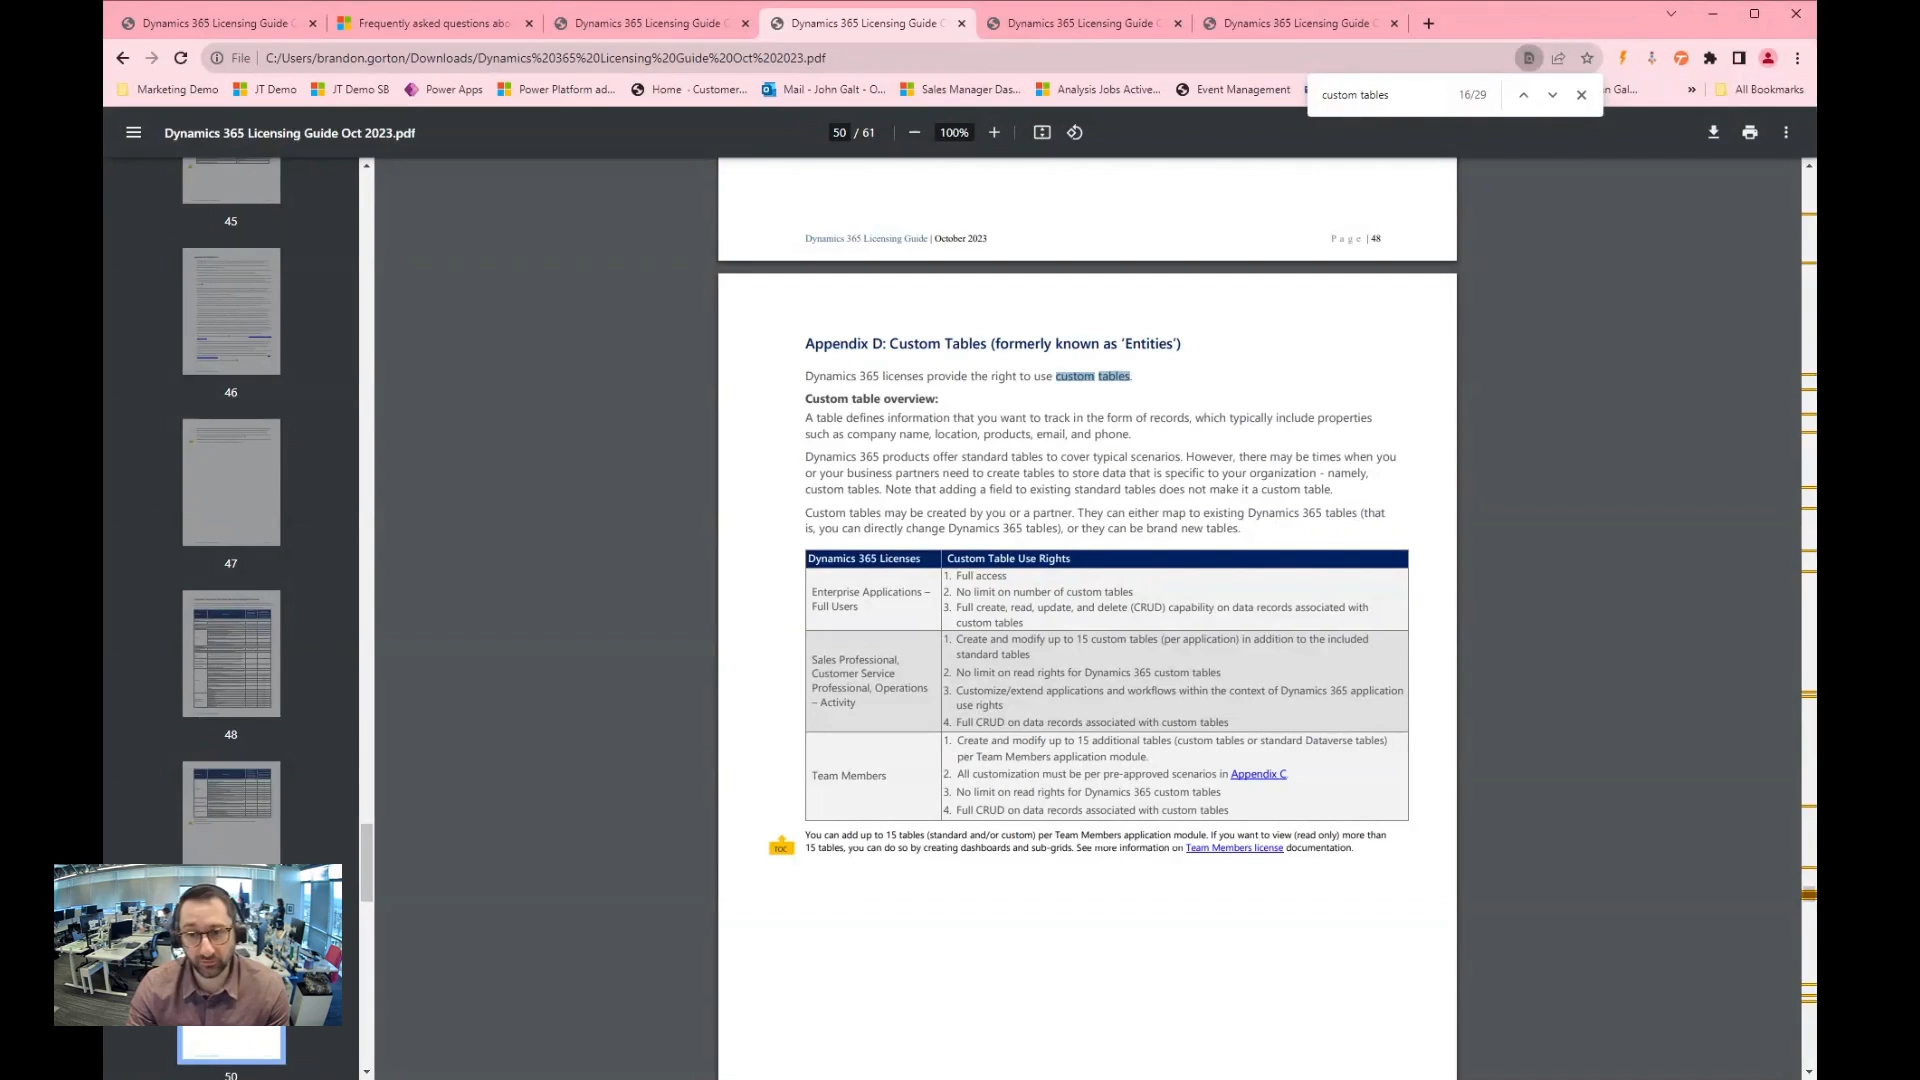 Dynamics 365 Licensing Guide
Frequently asked questions abo
Dynamics 365 Licensing Guide
Dynamics 365 Licensing Guide
Dynamics 365 Licensing Guide
Dynamics 365 Licensing Guide
File
C:/Users/brandon.gorton/Downloads/Dynamics%20365%20Licensing%20Guide%20Oct%202023.pdf
Marketing Demo
JT Demo
JT Demo SB
Power Apps
Power Platform ad...
Home - Customer...
Mail - John Galt - O...
Sales Manager Das...
Analysis Jobs Active...
Event Management
n Gal...
»
All Bookmarks
custom tables
16/29
Dynamics 365 Licensing Guide Oct 2023.pdf
50 / 61
100%
45
46
47
48
50
Dynamics 365 Licensing Guide | October 2023
Page | 48
Appendix D: Custom Tables (formerly known as ‘Entities’)
Dynamics 365 licenses provide the right to use custom tables.
Custom table overview:
A table defines information that you want to track in the form of records, which typically include properties
such as company name, location, products, email, and phone.
Dynamics 365 products offer standard tables to cover typical scenarios. However, there may be times when you
or your business partners need to create tables to store data that is specific to your organization - namely,
custom tables. Note that adding a field to existing standard tables does not make it a custom table.
Custom tables may be created by you or a partner. They can either map to existing Dynamics 365 tables (that
is, you can directly change Dynamics 365 tables), or they can be brand new tables.
Dynamics 365 Licenses
Custom Table Use Rights
Enterprise Applications –
Full Users
1. Full access
2. No limit on number of custom tables
3. Full create, read, update, and delete (CRUD) capability on data records associated with
custom tables
Sales Professional,
Customer Service
Professional, Operations
– Activity
1. Create and modify up to 15 custom tables (per application) in addition to the included
standard tables
2. No limit on read rights for Dynamics 365 custom tables
3. Customize/extend applications and workflows within the context of Dynamics 365 application
use rights
4. Full CRUD on data records associated with custom tables
Team Members
1. Create and modify up to 15 additional tables (custom tables or standard Dataverse tables)
per Team Members application module.
2. All customization must be per pre-approved scenarios in Appendix C.
3. No limit on read rights for Dynamics 365 custom tables
4. Full CRUD on data records associated with custom tables
TOC
You can add up to 15 tables (standard and/or custom) per Team Members application module. If you want to view (read only) more than
15 tables, you can do so by creating dashboards and sub-grids. See more information on Team Members license documentation.